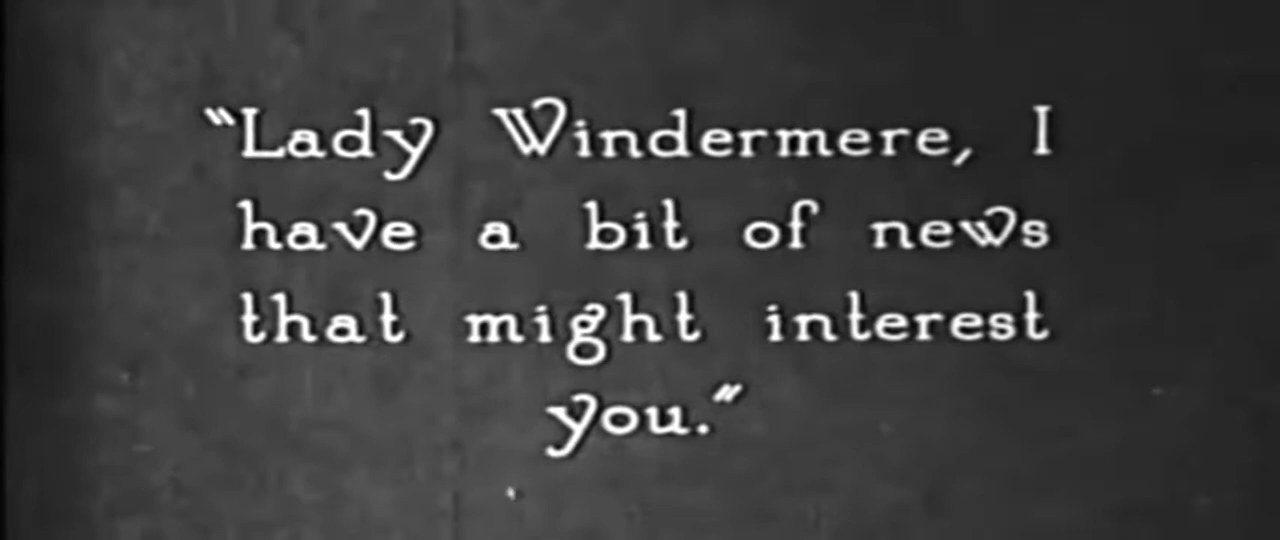 “Lady Windermere, I
have a bit of news
that might interest
you.”